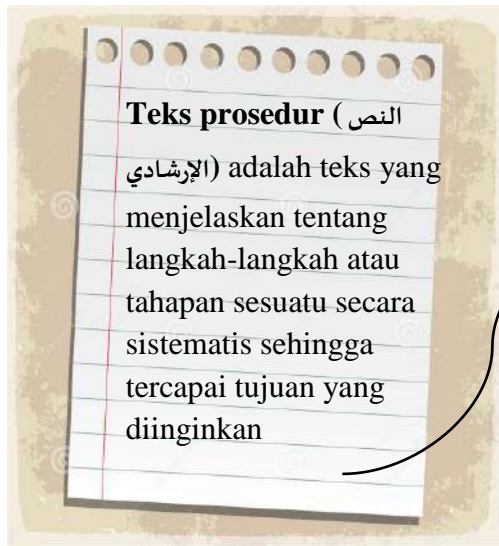 Teks prosedur (النص
الإرشادي) adalah teks yang
menjelaskan tentang
langkah-langkah atau
tahapan sesuatu secara
sistematis sehingga
tercapai tujuan yang
diinginkan